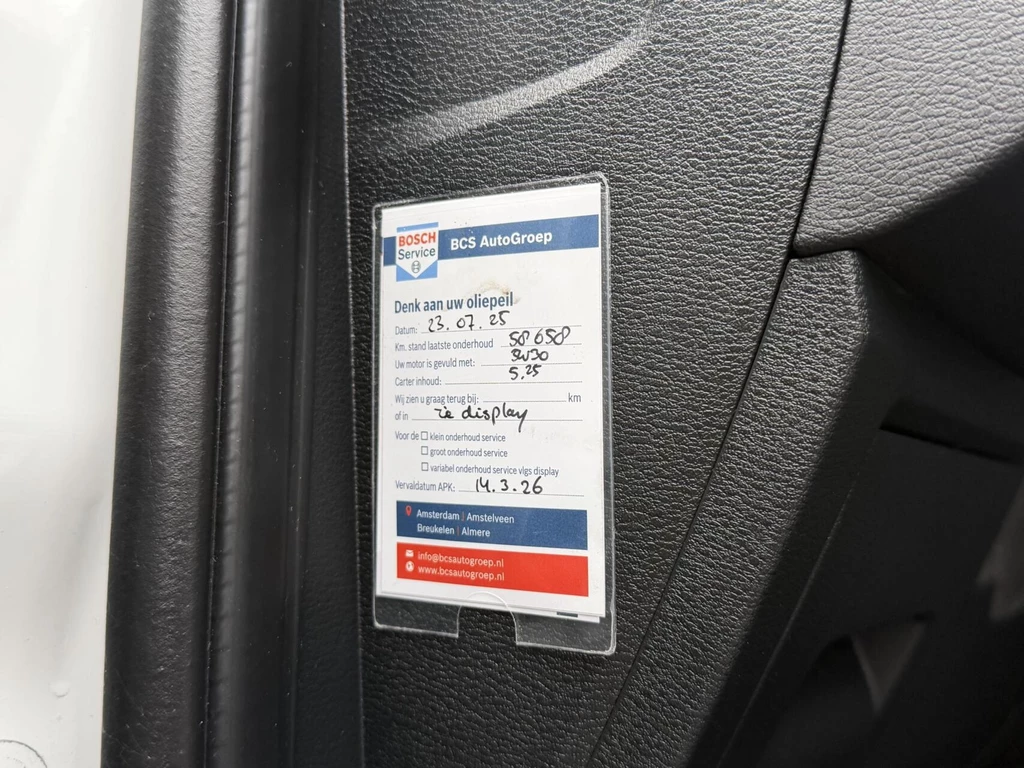 BOSCH
Service
BCS AutoGroep
Denk aan uw oliepeil
Datum: 23.07.25
Km. stand laatste onderhoud 58 658
Uw motor is gevuld met: 5W30
Carter inhoud: 5,25
Wij zien u graag terug bij: km
of in zie display
Voor de klein onderhoud service
groot onderhoud service
variabel onderhoud service vlgs display
Vervaldatum APK: 14.3.26
Amsterdam | Amstelveen
Breukelen | Almere
info@bcsautogroep.nl
www.bcsautogroep.nl